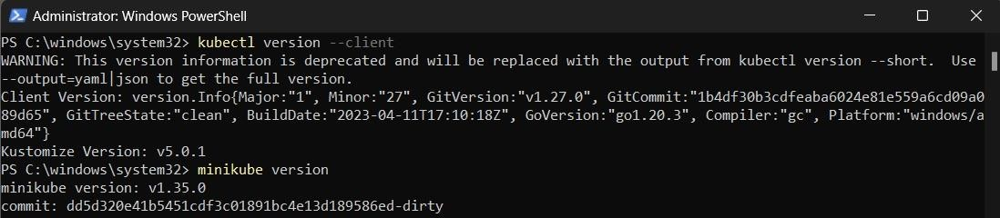 Administrator: Windows PowerShell
PS C:\windows\system32> kubectl version --client
WARNING: This version information is deprecated and will be replaced with the output from kubectl version --short.  Use
--output=yaml|json to get the full version.
Client Version: version.Info{Major:"1", Minor:"27", GitVersion:"v1.27.0", GitCommit:"1b4df30b3cdfeaba6024e81e559a6cd09a0
89d65", GitTreeState:"clean", BuildDate:"2023-04-11T17:10:18Z", GoVersion:"go1.20.3", Compiler:"gc", Platform:"windows/a
md64"}
Kustomize Version: v5.0.1
PS C:\windows\system32> minikube version
minikube version: v1.35.0
commit: dd5d320e41b5451cdf3c01891bc4e13d189586ed-dirty